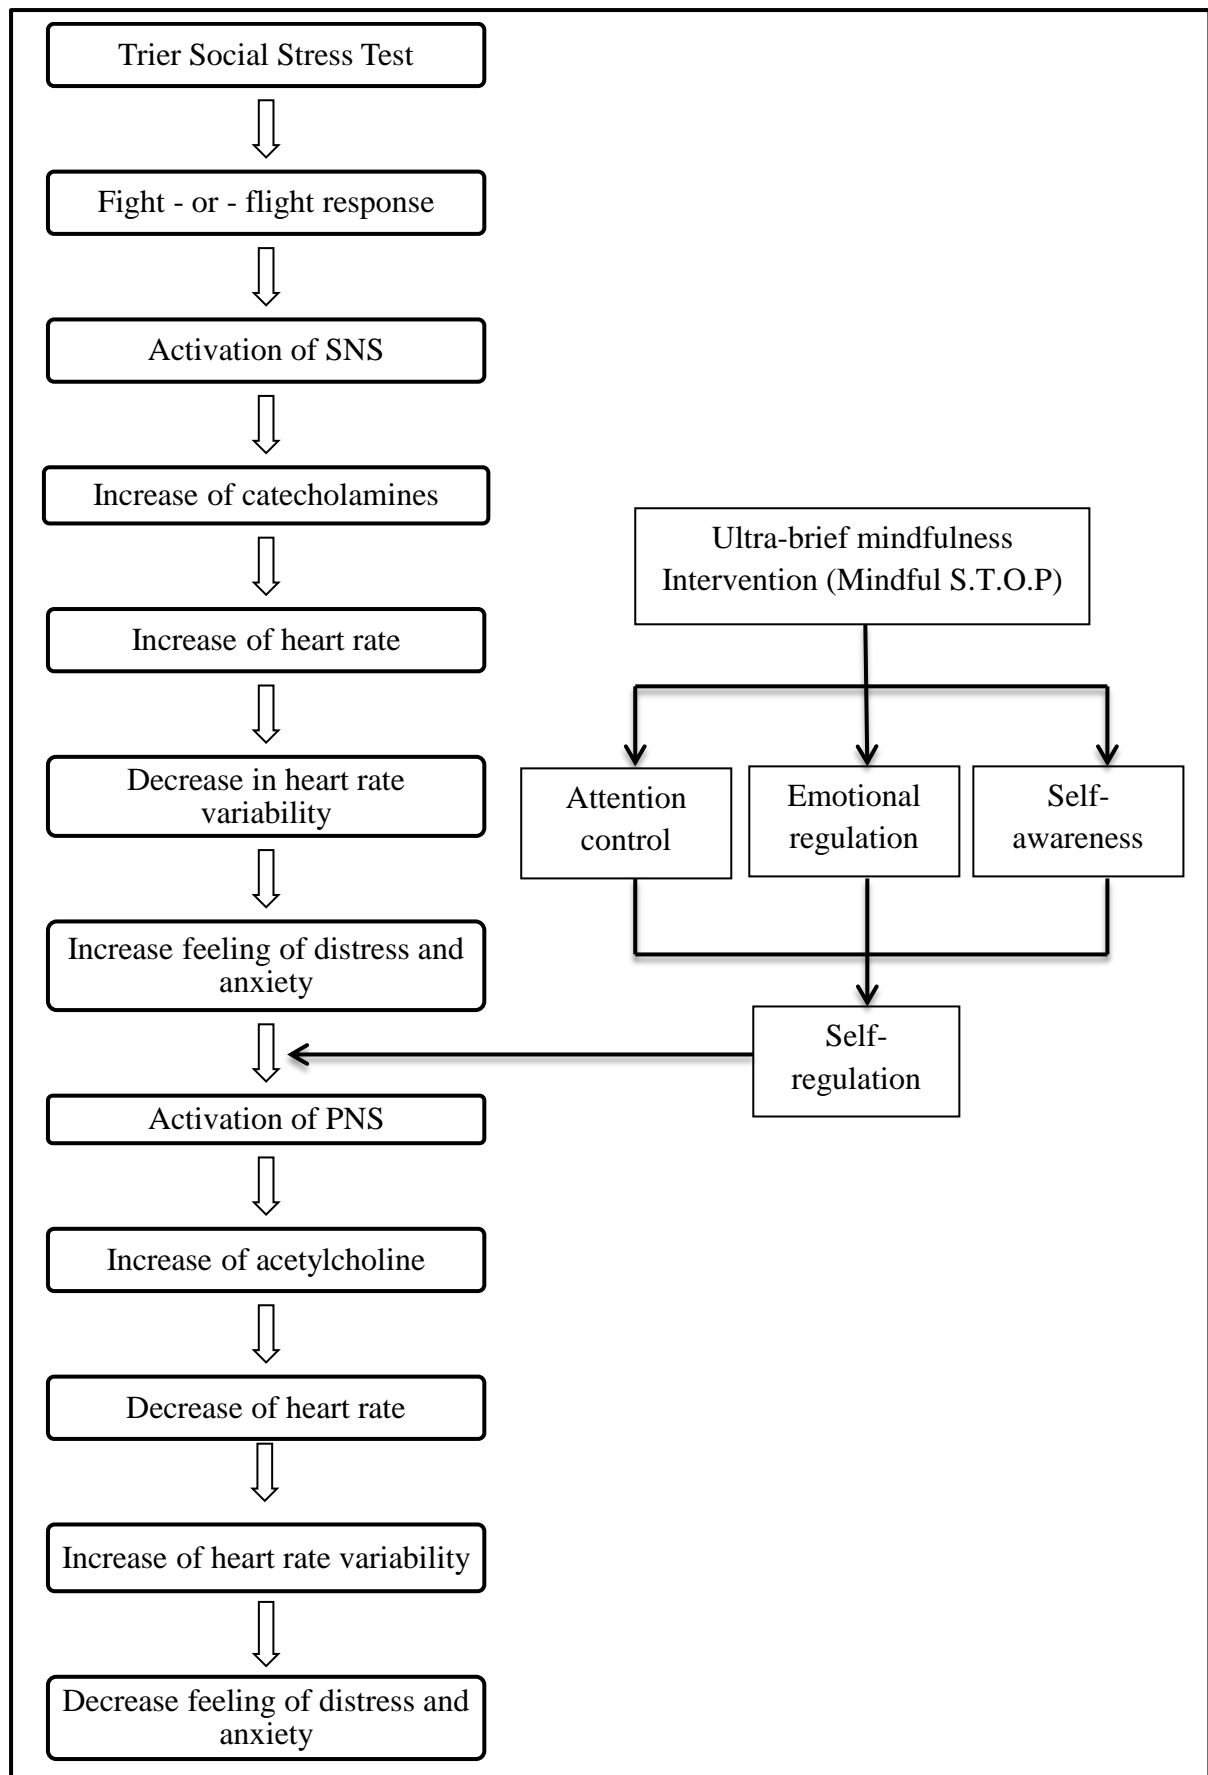 Trier Social Stress Test
Fight - or - flight response
Activation of SNS
Increase of catecholamines
Increase of heart rate
Decrease in heart rate
variability
Increase feeling of distress and
anxiety
Activation of PNS
Increase of acetylcholine
Decrease of heart rate
Increase of heart rate variability
Decrease feeling of distress and
anxiety
Ultra-brief mindfulness
Intervention (Mindful S.T.O.P)
Attention
control
Emotional
regulation
Self-
awareness
Self-
regulation